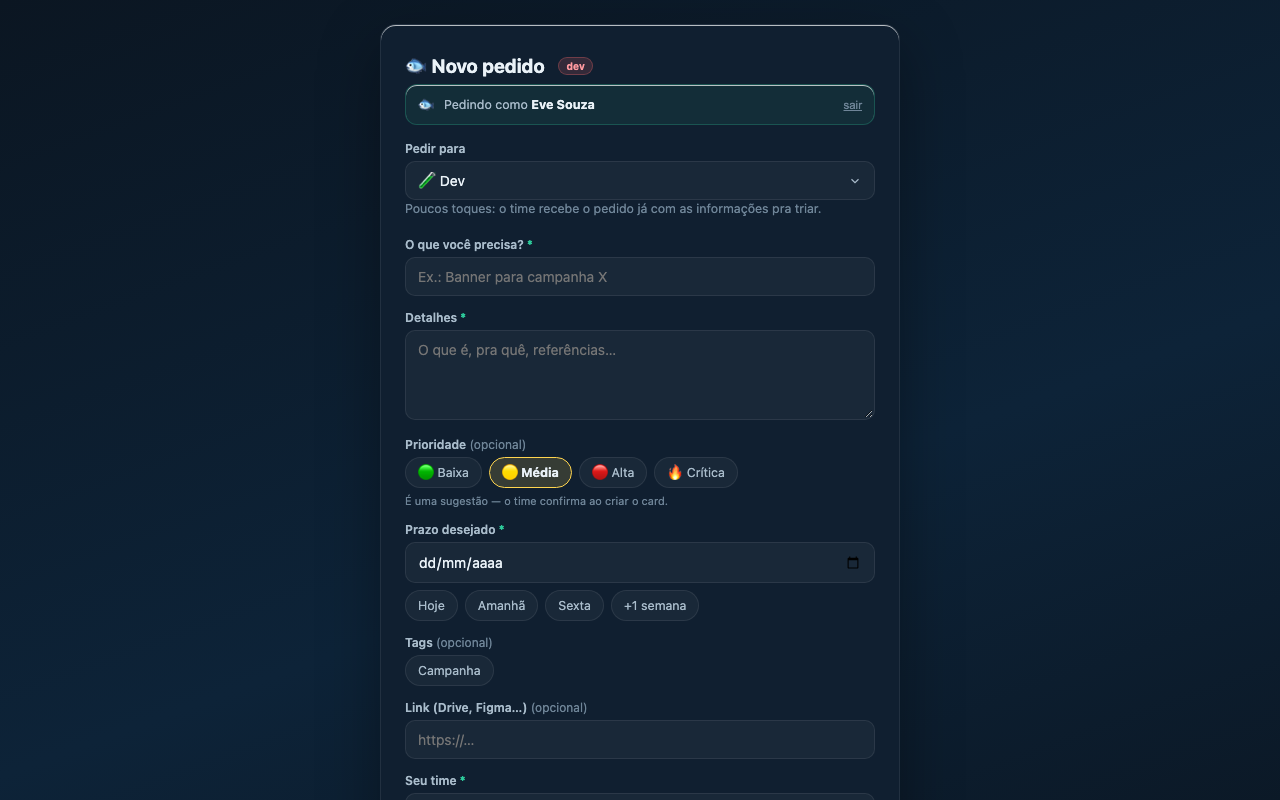 Novo pedido dev
Pedindo como Eve Souza sair
Pedir para
Dev
Poucos toques: o time recebe o pedido já com as informações pra triar.
O que você precisa? *
Ex.: Banner para campanha X
Detalhes *
O que é, pra quê, referências...
Prioridade (opcional)
Baixa Média Alta Crítica
É uma sugestão — o time confirma ao criar o card.
Prazo desejado *
dd/mm/aaaa
Hoje Amanhã Sexta +1 semana
Tags (opcional)
Campanha
Link (Drive, Figma...) (opcional)
https://...
Seu time *